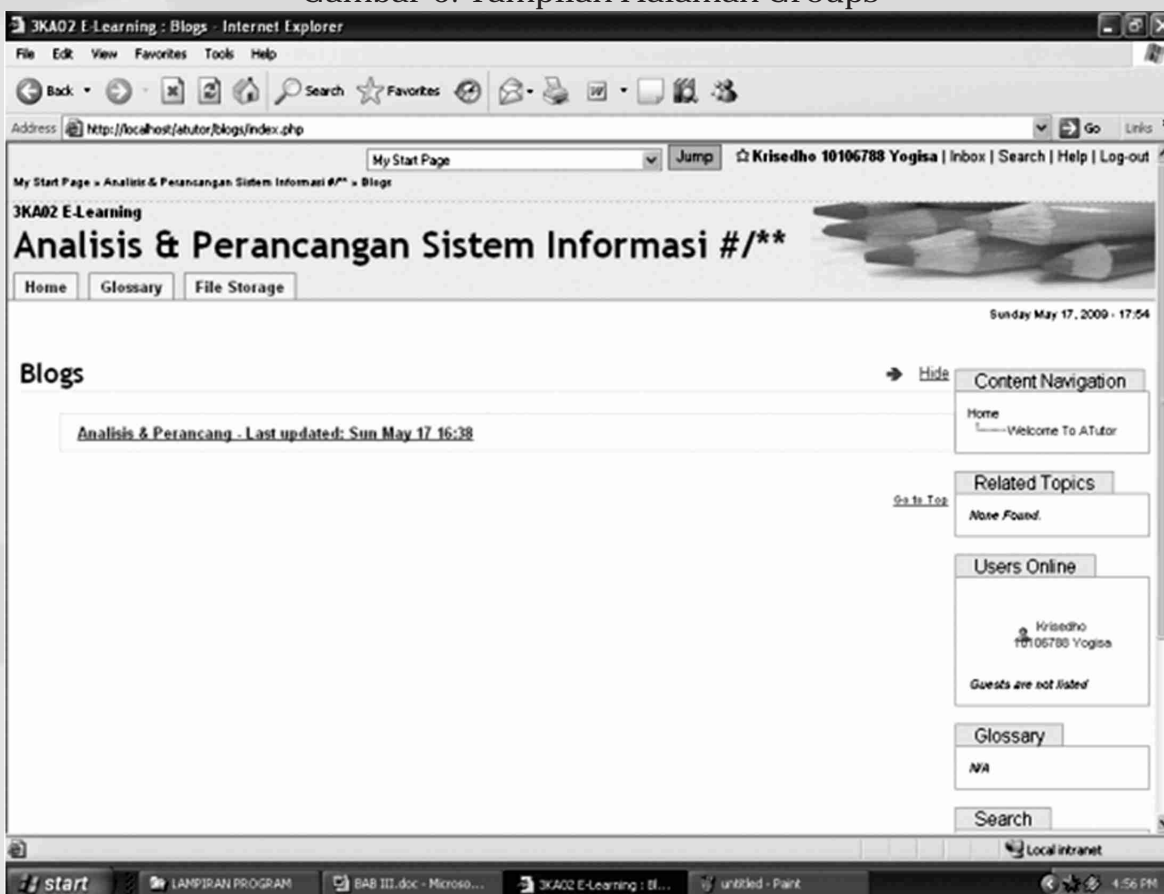 Gambar 6. Tampilan Halaman Groups
3KA02 E-Learning : Blogs - Internet Explorer
File Edit View Favorites Tools Help
Back Search Favorites
Address http://localhost/atutor/blogs/index.php Go Links
My Start Page Jump Krisedho 10106788 Yogisa | Inbox | Search | Help | Log-out
My Start Page » Analisis & Perancangan Sistem Informasi #/** » Blogs
3KA02 E-Learning
Analisis & Perancangan Sistem Informasi #/**
Home Glossary File Storage
Sunday May 17, 2009 - 17:54
Blogs
Hide
Analisis & Perancang - Last updated: Sun May 17 16:38
Go to Top
Content Navigation
Home
Welcome To ATutor
Related Topics
None Found.
Users Online
Krisedho
10106788 Yogisa
Guests are not listed
Glossary
N/A
Search
Local intranet
start LAMPIRAN PROGRAM BAB III.doc - Microso... 3KA02 E-Learning : Bl... untitled - Paint 4:56 PM